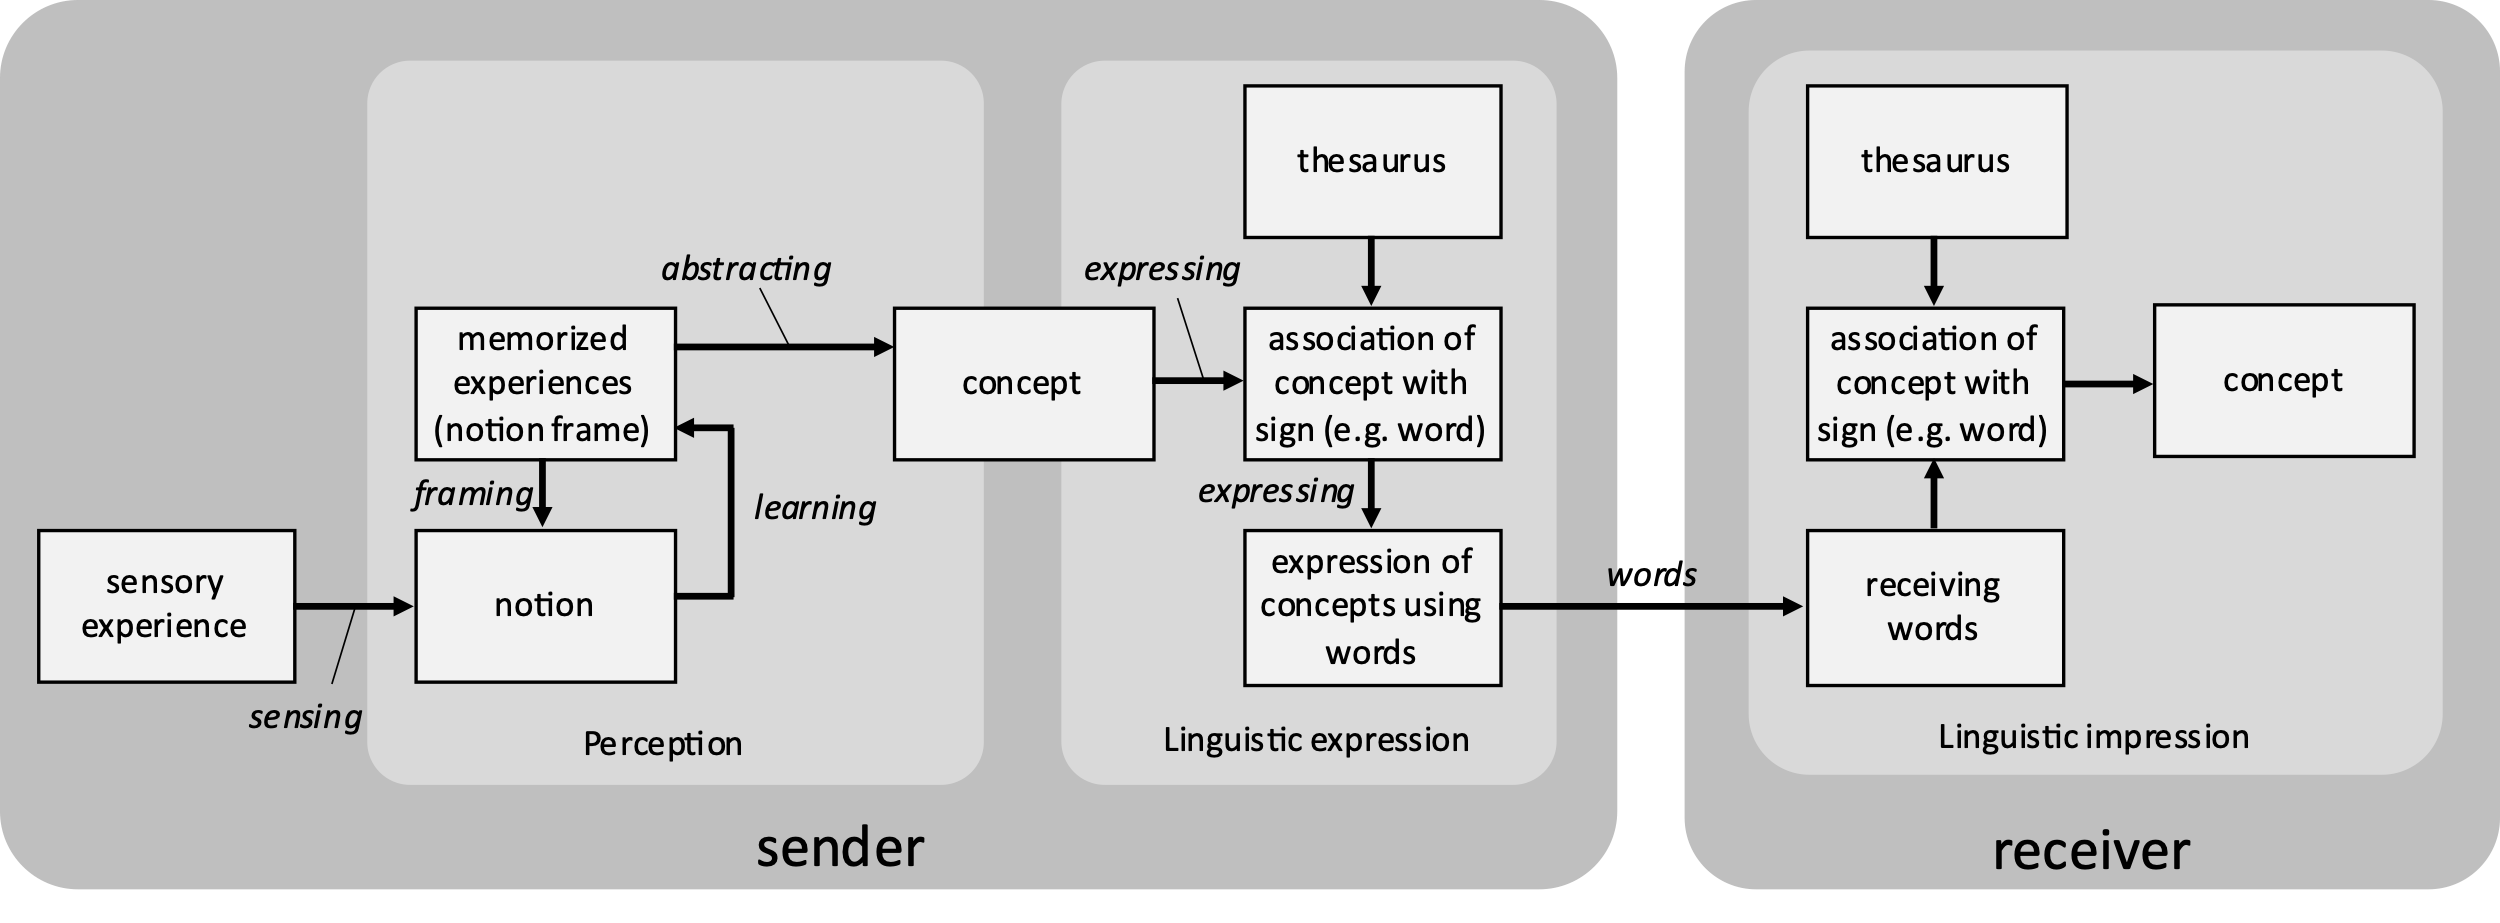 thesaurus
thesaurus
abstracting
expressing
memorized
experiences
(notion frame)
concept
association of
concept with
sign (e.g. word)
association of
concept with
sign (e.g. word)
concept
framing
learning
expressing
sensory
experience
notion
expression of
concepts using
words
words
receiving
words
sensing
Perception
Linguistic expression
Linguistic impression
sender
receiver